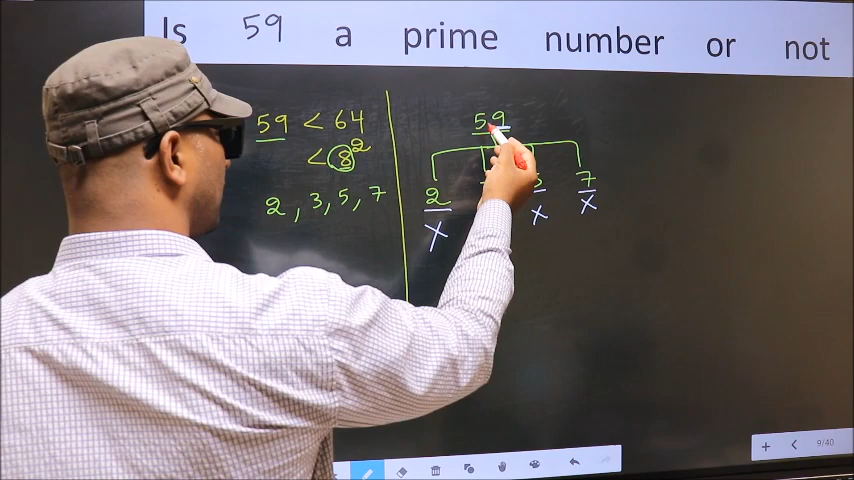 Is 59 a prime number or not
59 < 64
< 8²
2, 3, 5, 7
59
2 7
X X X
9/40